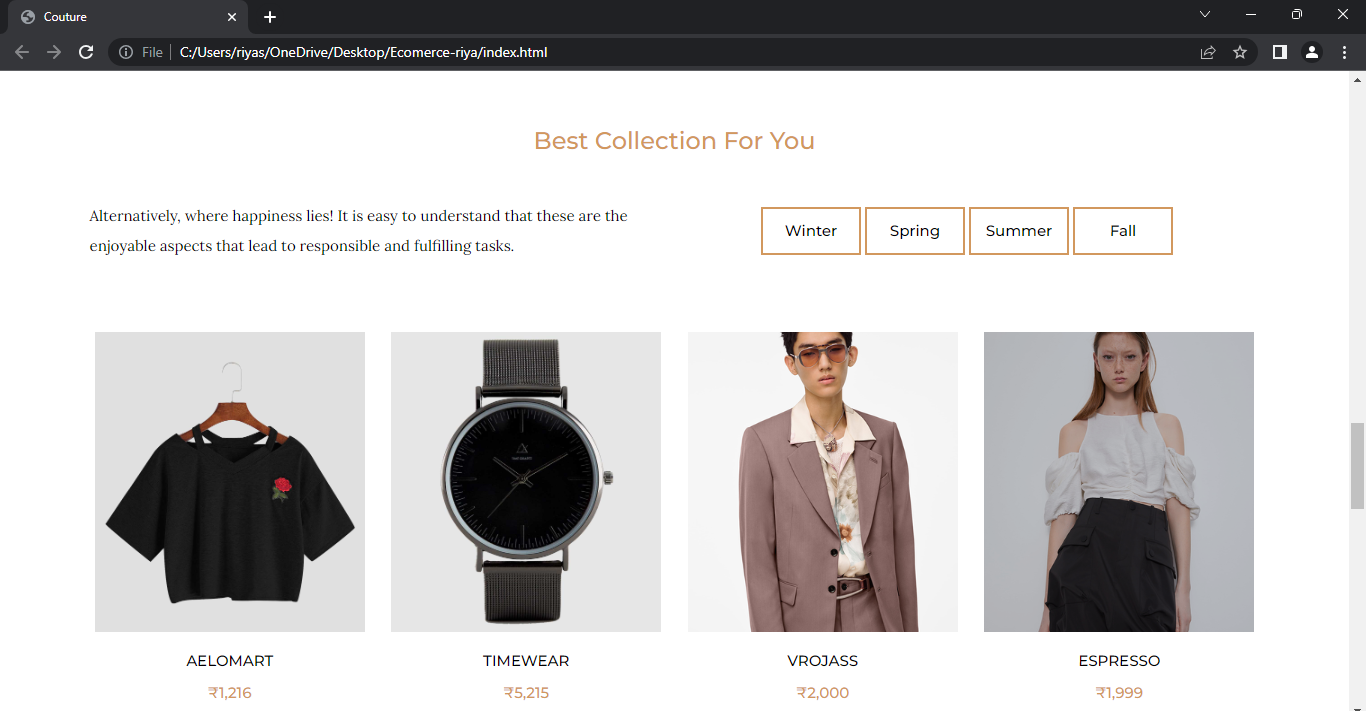 Couture
File
C:/Users/riyas/OneDrive/Desktop/Ecomerce-riya/index.html
Best Collection For You
Alternatively, where happiness lies! It is easy to understand that these are the
enjoyable aspects that lead to responsible and fulfilling tasks.
Winter Spring Summer Fall
AELOMART TIMEWEAR VROJASS ESPRESSO
₹1,216 ₹5,215 ₹2,000 ₹1,999